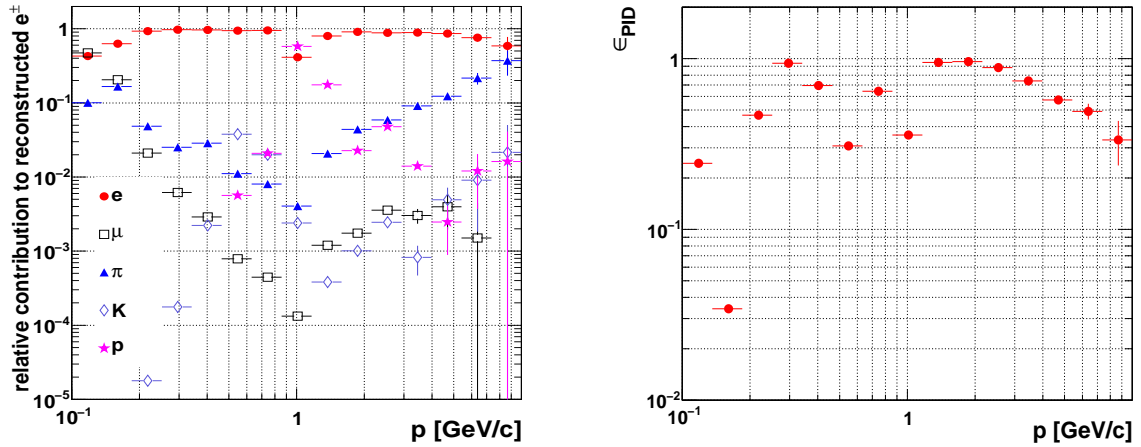 relative contribution to reconstructed e±
1
10⁻¹
10⁻²
10⁻³
10⁻⁴
10⁻⁵
e
μ
π
K
p
10⁻¹
1
p [GeV/c]
∈PID
1
10⁻¹
10⁻²
10⁻¹
1
p [GeV/c]